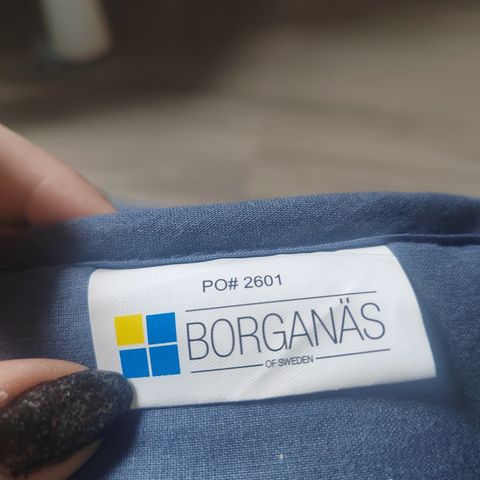 PO# 2601
BORGANÄS
OF SWEDEN